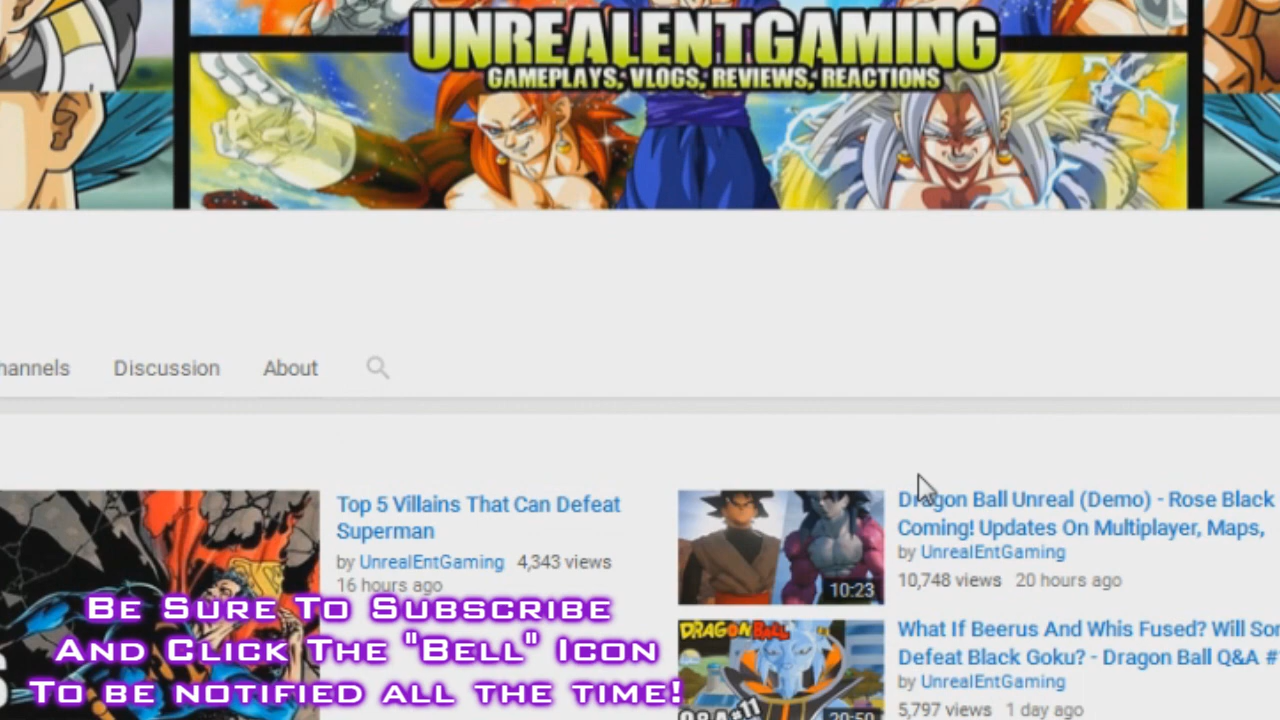 UNREALENTGAMING
GAMEPLAYS, VLOGS, REVIEWS, REACTIONS
hannels Discussion About
Top 5 Villains That Can Defeat
Superman
by UnrealEntGaming 4,343 views
16 hours ago
Be Sure To Subscribe
And Click The "Bell" Icon
To be notified all the time!
10:23
Dragon Ball Unreal (Demo) - Rose Black
Coming! Updates On Multiplayer, Maps,
by UnrealEntGaming
10,748 views 20 hours ago
DRAGON BALL
Q&A #11
20:50
What If Beerus And Whis Fused? Will Son
Defeat Black Goku? - Dragon Ball Q&A #
by UnrealEntGaming
5,797 views 1 day ago